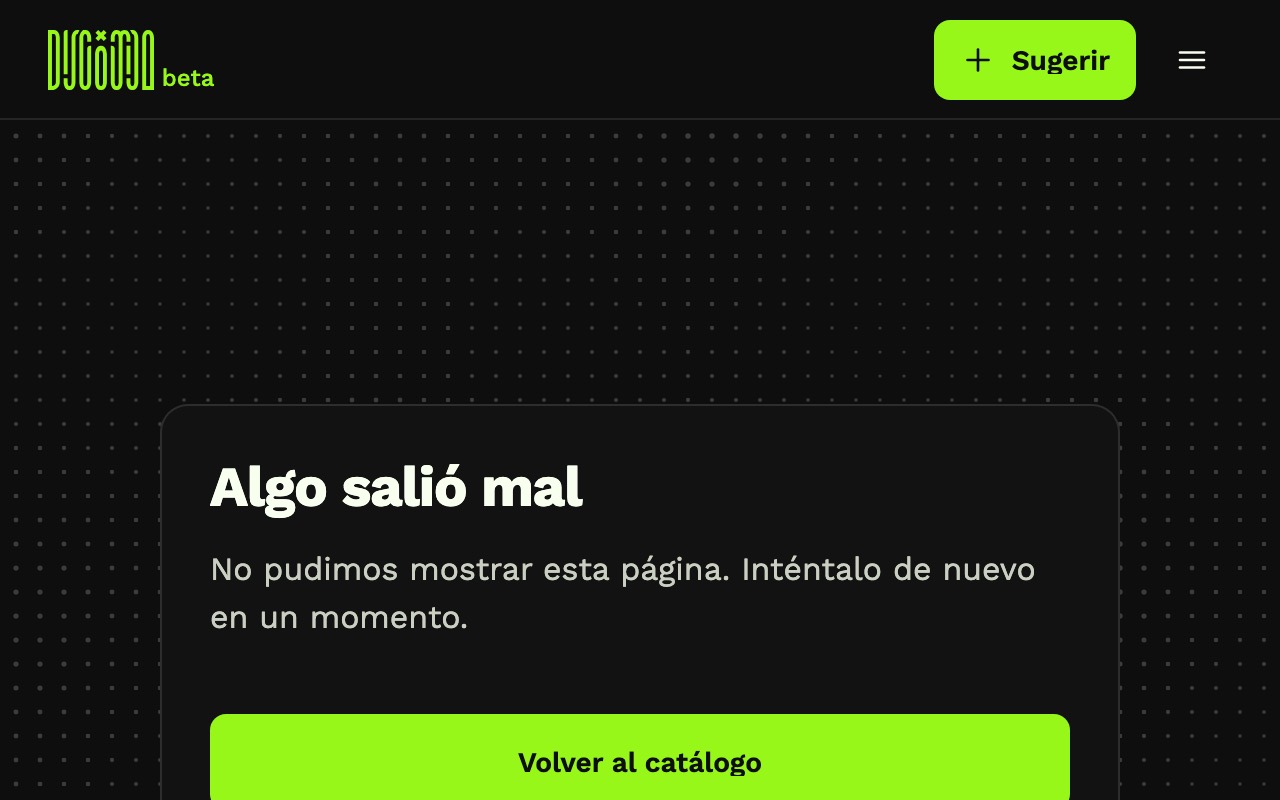 beta
Sugerir
Algo salió mal
No pudimos mostrar esta página. Inténtalo de nuevo
en un momento.
Volver al catálogo